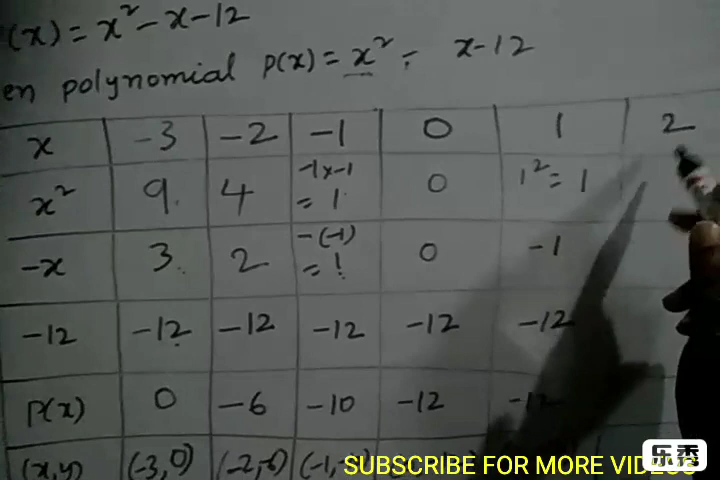 (x) = x² - x - 12
en polynomial P(x) = x² - x - 12
x -3 -2 -1 0 1 2
x² 9 4 -1x-1 = 1 0 1² = 1
-x 3 2 -(-1) = 1 0 -1
-12 -12 -12 -12 -12 -12
P(x) 0 -6 -10 -12 -12
(x,y) (-3,0) (-2,-6) (-1,
SUBSCRIBE FOR MORE VIDEOS
乐秀